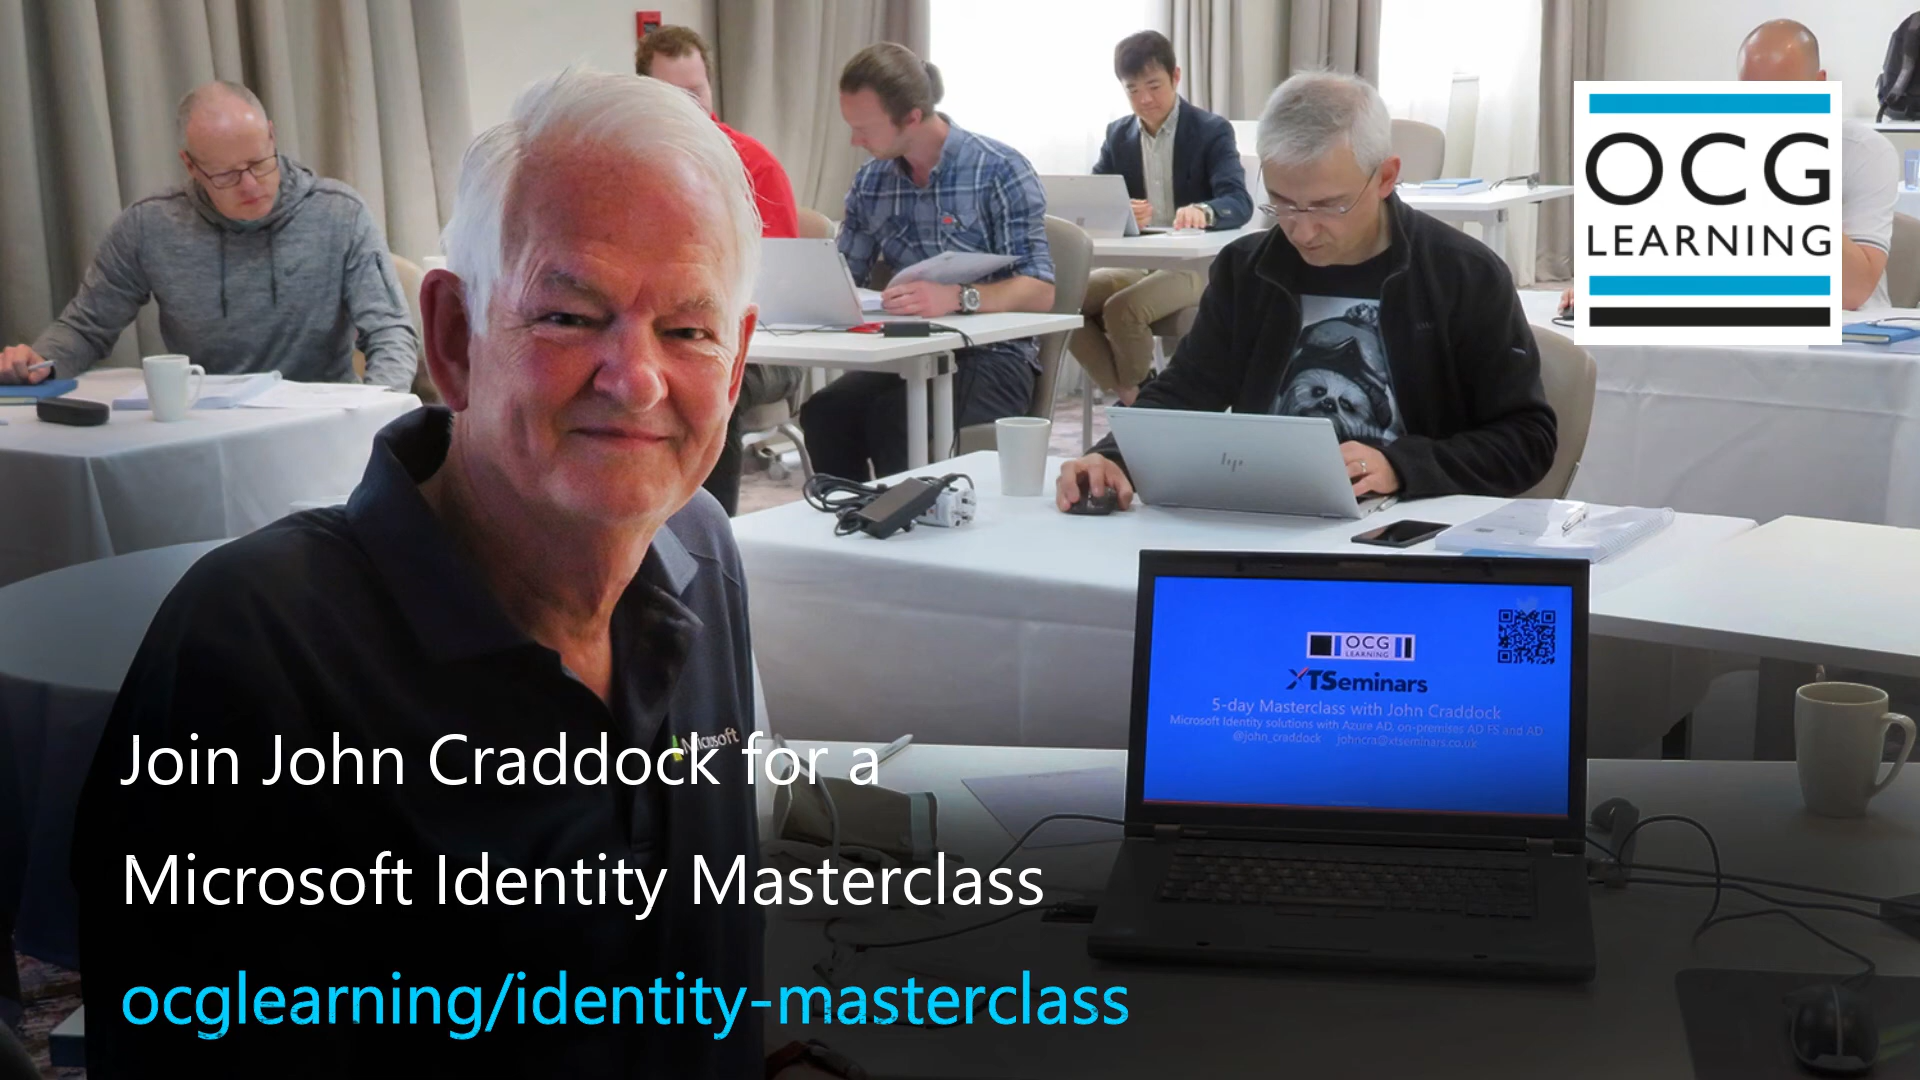 OCG
LEARNING
OCG
LEARNING
XTSeminars
5-day Masterclass with John Craddock
Microsoft Identity solutions with Azure AD, on-premises AD FS and AD
@john_craddock johncra@xtseminars.co.uk
hp
Microsoft
Join John Craddock for a
Microsoft Identity Masterclass
ocglearning/identity-masterclass